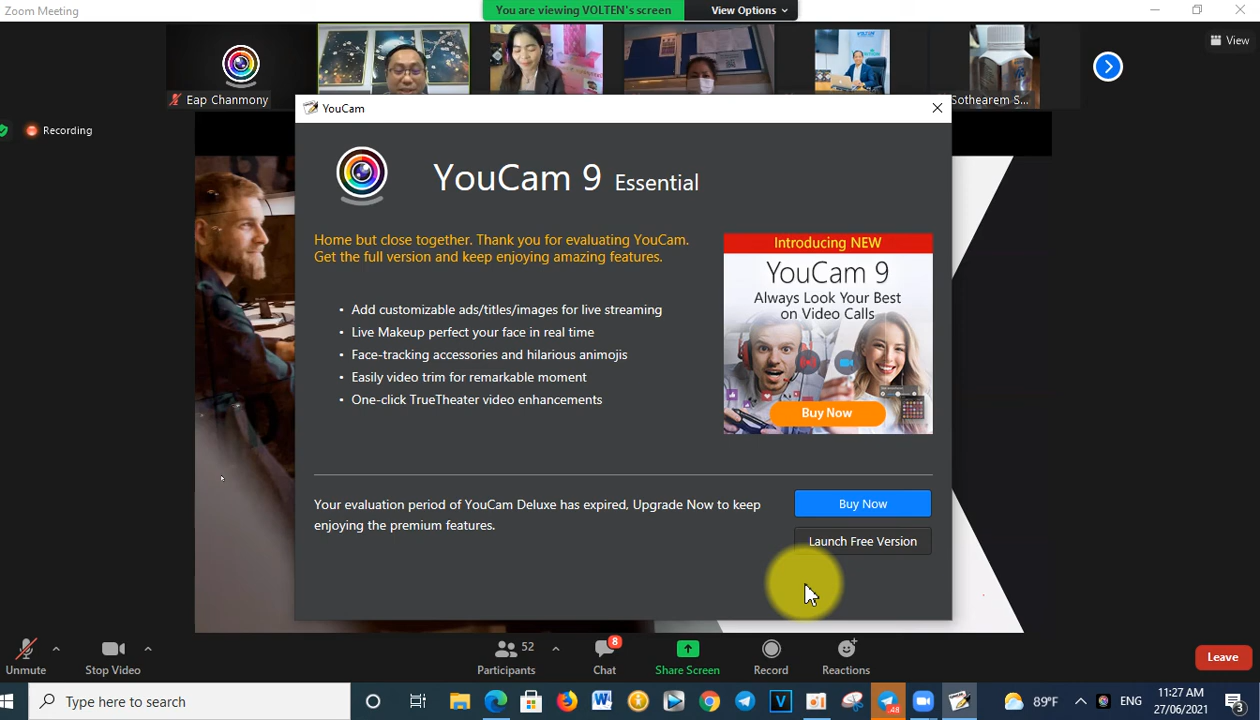 Zoom Meeting
You are viewing VOLTEN's screen
View Options
View
Eap Chanmony
Sothearem S...
Recording
YouCam
YouCam 9 Essential
Home but close together. Thank you for evaluating YouCam.
Get the full version and keep enjoying amazing features.
• Add customizable ads/titles/images for live streaming
• Live Makeup perfect your face in real time
• Face-tracking accessories and hilarious animojis
• Easily video trim for remarkable moment
• One-click TrueTheater video enhancements
Introducing NEW
YouCam 9
Always Look Your Best
on Video Calls
Buy Now
Your evaluation period of YouCam Deluxe has expired, Upgrade Now to keep
enjoying the premium features.
Buy Now
Launch Free Version
Unmute
Stop Video
52
Participants
8
Chat
Share Screen
Record
Reactions
Leave
Type here to search
89°F
ENG
11:27 AM
27/06/2021
3